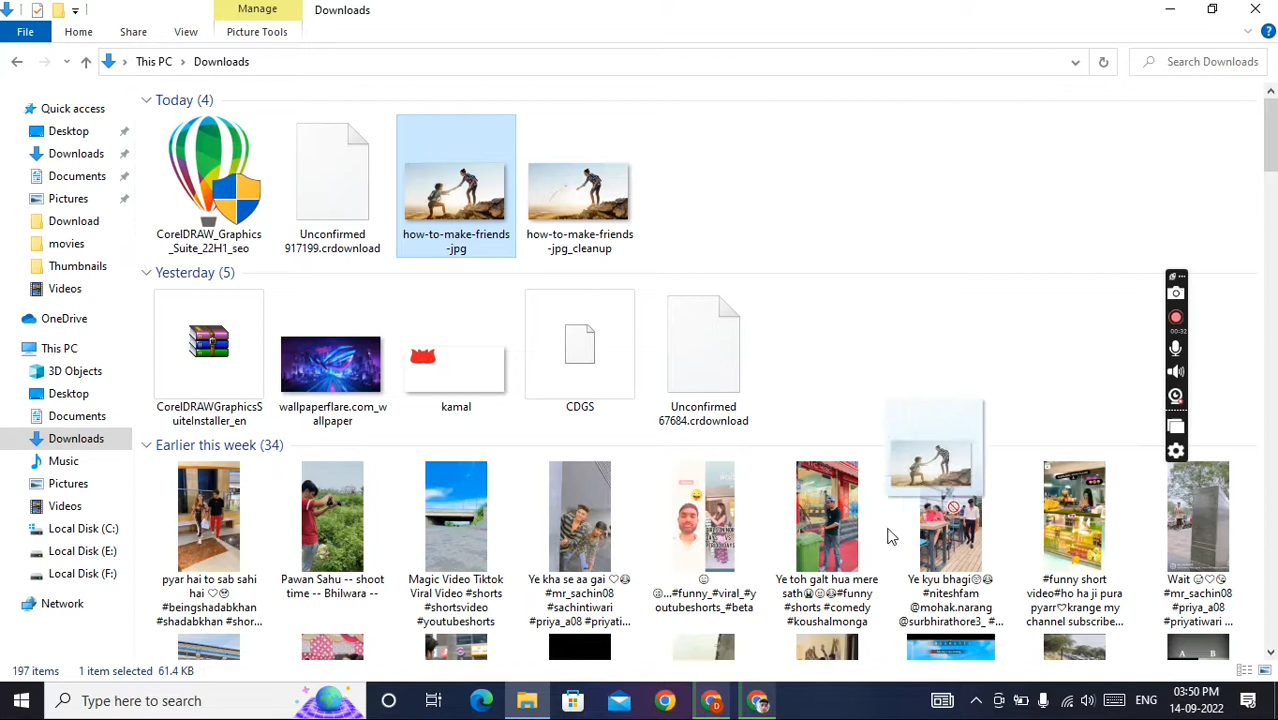 Manage
Downloads
File
Home
Share
View
Picture Tools
This PC
Downloads
Search Downloads
Quick access
Desktop
Downloads
Documents
Pictures
Download
movies
Thumbnails
Videos
OneDrive
This PC
3D Objects
Desktop
Documents
Downloads
Music
Pictures
Videos
Local Disk (C:)
Local Disk (E:)
Local Disk (F:)
Network
Today (4)
CorelDRAW_Graphics
_Suite_22H1_seo
Unconfirmed
917199.crdownload
how-to-make-friends
-jpg
how-to-make-friends
-jpg_cleanup
Yesterday (5)
CorelDRAWGraphicsS
uiteInstaller_en
wallpaperflare.com_w
allpaper
kamal
CDGS
Unconfirmed
67684.crdownload
Earlier this week (34)
pyar hai to sab sahi
hai ♡🥹
#beingshadabkhan
#shadabkhan #shor...
Pawan Sahu -- shoot
time -- Bhilwara --
Magic Video Tiktok
Viral Video #shorts
#shortsvideo
#youtubeshorts
Ye kha se aa gai ♡
#mr_sachin08
#sachintiwari
#priya_a08 #priyati...
...#funny_#viral_#y
outubeshorts_#beta
Ye toh galt hua mere
sath #funny
#shorts #comedy
#koushalmonga
Ye kyu bhagi
#niteshfam
@mohak.narang
@surbhirathore3_ #...
#funny short
video#ho ha ji pura
pyarr♡krange my
channel subscribe...
Wait
#mr_sachin08
#priya_a08
#priyatiwari ...
00:32
A B
197 items
1 item selected 61.4 KB
Type here to search
ENG
03:50 PM
14-09-2022
5